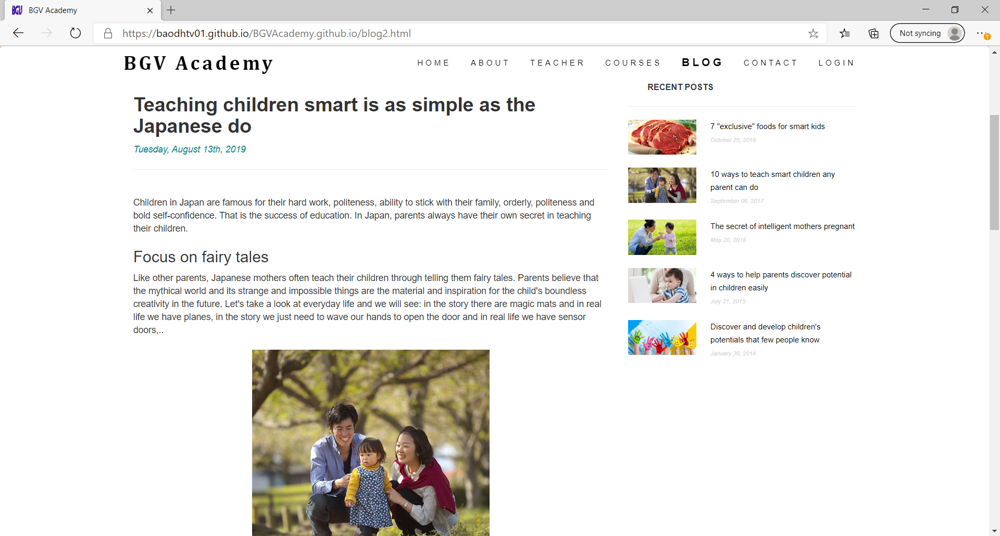 BGV
BGV Academy
https://baodhtv01.github.io/BGVAcademy.github.io/blog2.html
Not syncing
BGV Academy
HOME
ABOUT
TEACHER
COURSES
BLOG
CONTACT
LOGIN
Teaching children smart is as simple as the
Japanese do
Tuesday, August 13th, 2019
Children in Japan are famous for their hard work, politeness, ability to stick with their family, orderly, politeness and
bold self-confidence. That is the success of education. In Japan, parents always have their own secret in teaching
their children.
Focus on fairy tales
Like other parents, Japanese mothers often teach their children through telling them fairy tales. Parents believe that
the mythical world and its strange and impossible things are the material and inspiration for the child's boundless
creativity in the future. Let's take a look at everyday life and we will see: in the story there are magic mats and in real
life we have planes, in the story we just need to wave our hands to open the door and in real life we have sensor
doors,..
RECENT POSTS
7 "exclusive" foods for smart kids
October 25, 2019
10 ways to teach smart children any
parent can do
September 06, 2017
The secret of intelligent mothers pregnant
May 20, 2016
4 ways to help parents discover potential
in children easily
July 21, 2015
Discover and develop children's
potentials that few people know
January 30, 2014